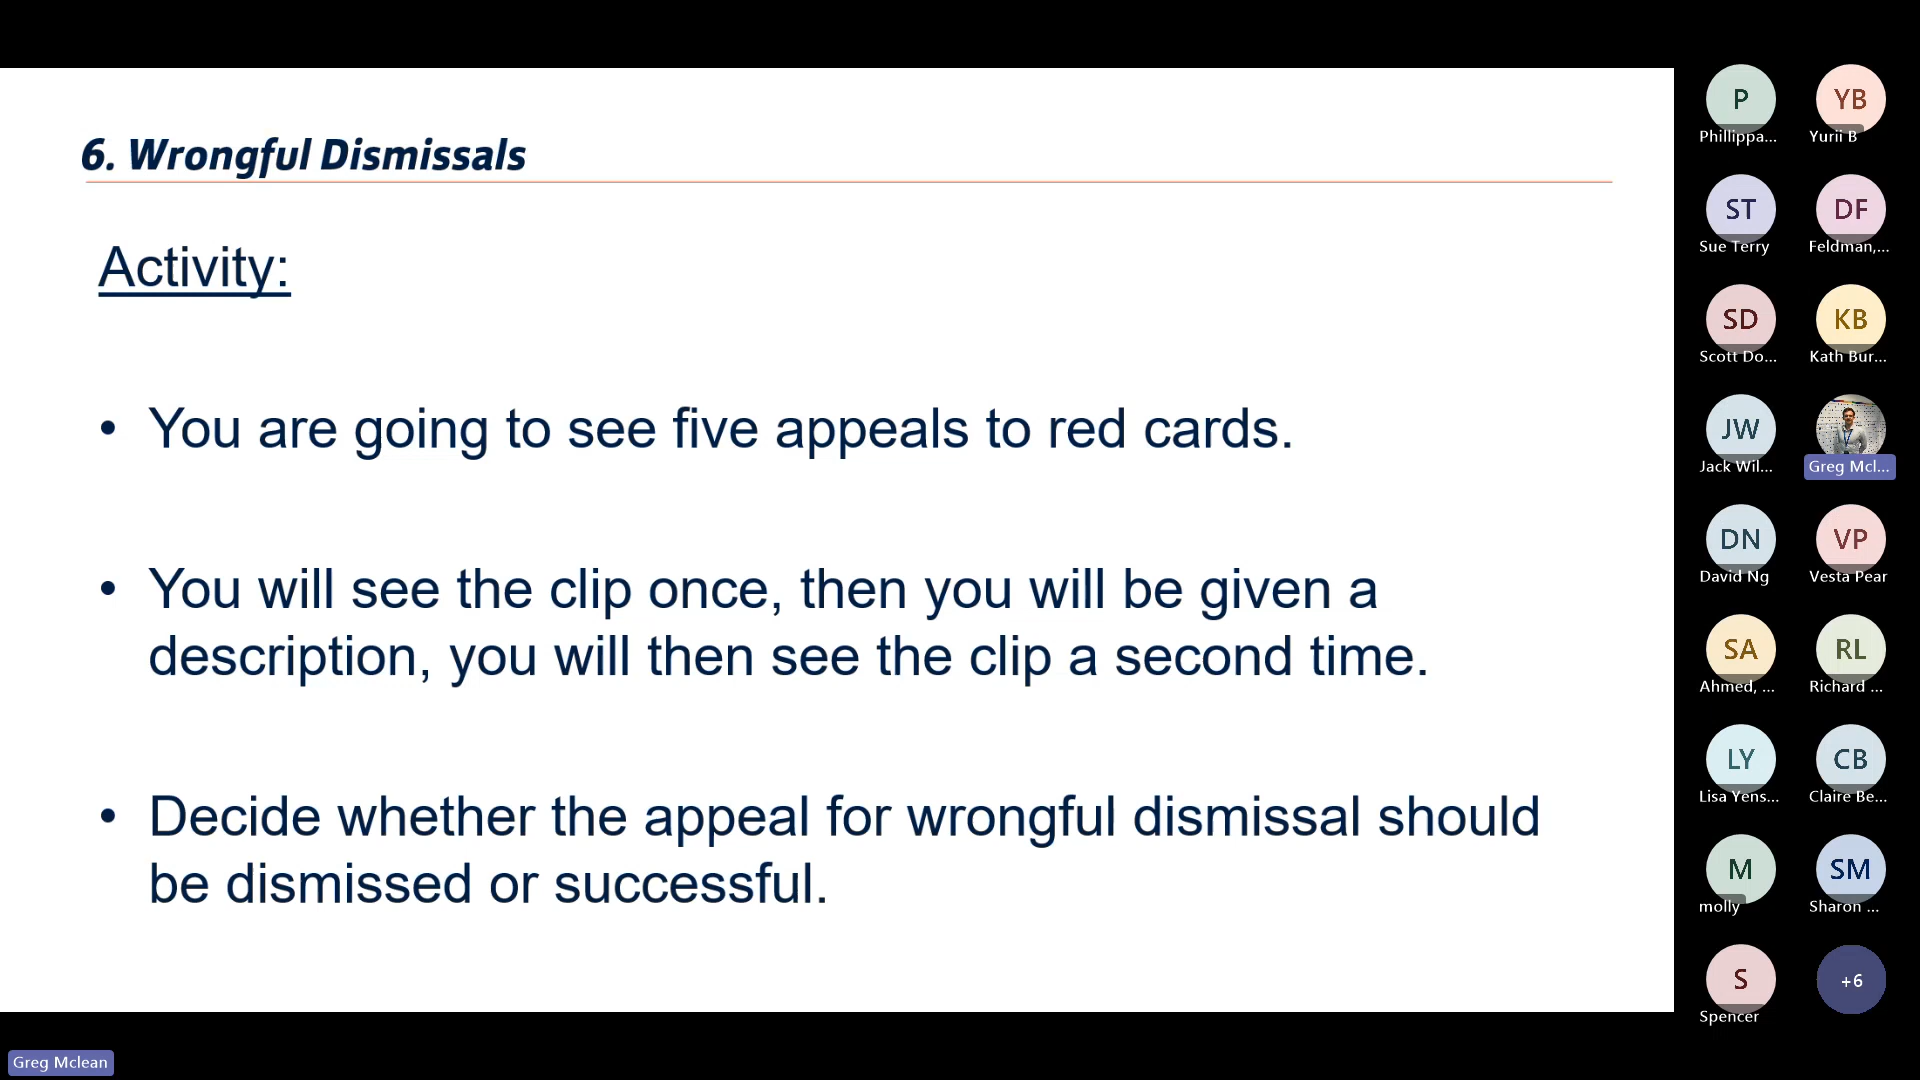 6. Wrongful Dismissals
Activity:
• You are going to see five appeals to red cards.
• You will see the clip once, then you will be given a
description, you will then see the clip a second time.
• Decide whether the appeal for wrongful dismissal should
be dismissed or successful.
P
Phillippa...
YB
Yurii B
ST
Sue Terry
DF
Feldman,...
SD
Scott Do...
KB
Kath Bur...
JW
Jack Wil...
Greg Mcl...
DN
David Ng
VP
Vesta Pear
SA
Ahmed, ...
RL
Richard ...
LY
Lisa Yens...
CB
Claire Be...
M
molly
SM
Sharon ...
S
Spencer
+6
Greg Mclean